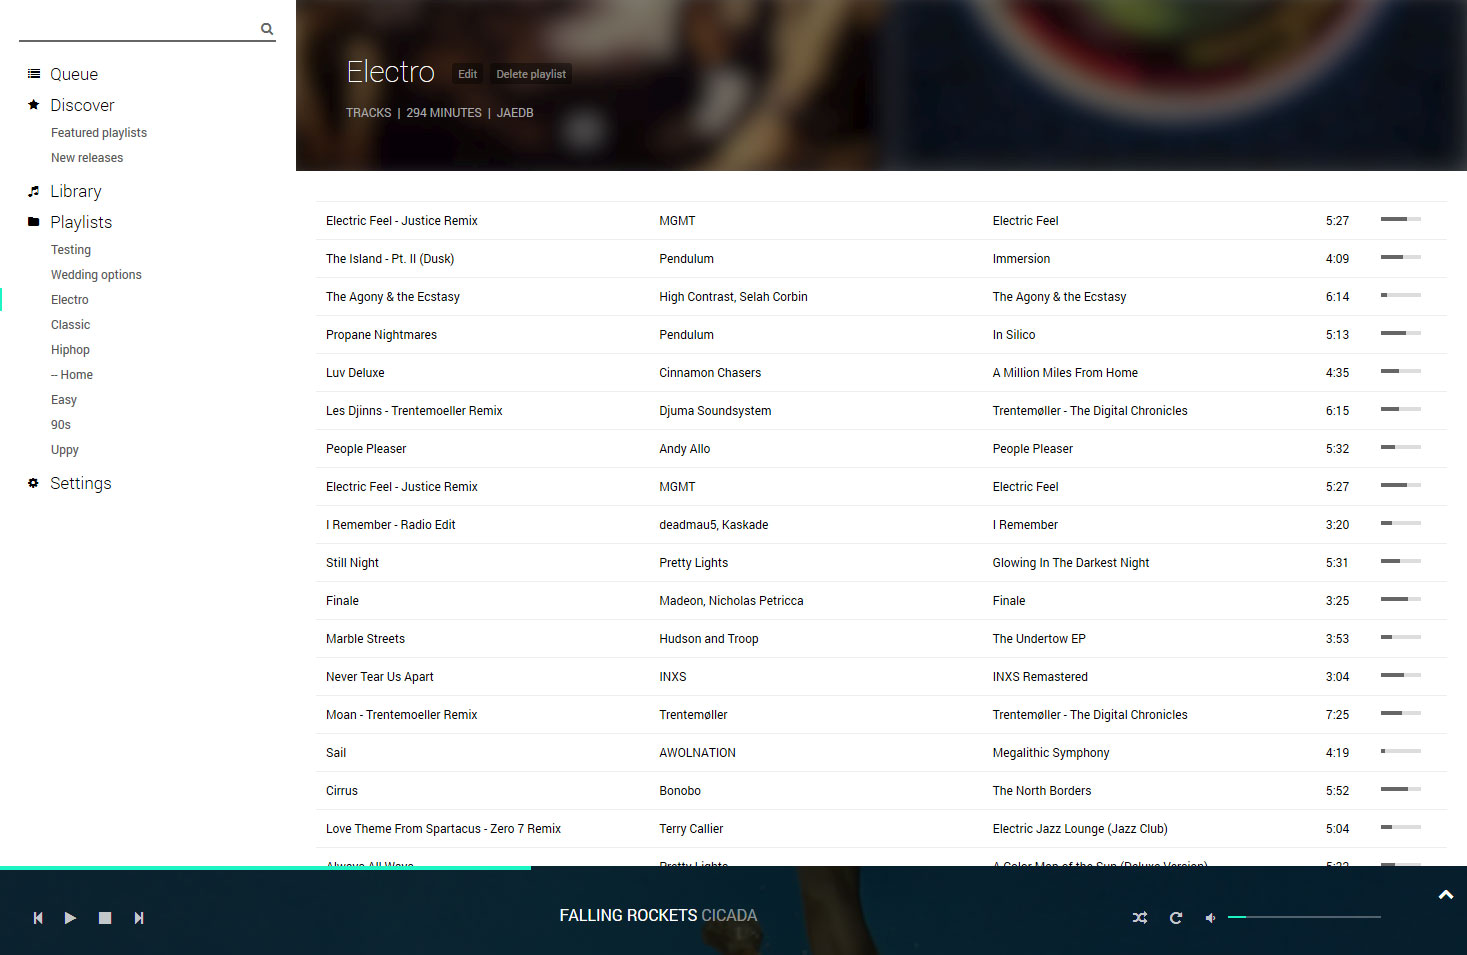 Queue
Discover
Featured playlists
New releases
Library
Playlists
Testing
Wedding options
Electro
Classic
Hiphop
-- Home
Easy
90s
Uppy
Settings
Electro Edit Delete playlist
TRACKS | 294 MINUTES | JAEDB
Electric Feel - Justice Remix MGMT Electric Feel 5:27
The Island - Pt. II (Dusk) Pendulum Immersion 4:09
The Agony & the Ecstasy High Contrast, Selah Corbin The Agony & the Ecstasy 6:14
Propane Nightmares Pendulum In Silico 5:13
Luv Deluxe Cinnamon Chasers A Million Miles From Home 4:35
Les Djinns - Trentemoeller Remix Djuma Soundsystem Trentemøller - The Digital Chronicles 6:15
People Pleaser Andy Allo People Pleaser 5:32
Electric Feel - Justice Remix MGMT Electric Feel 5:27
I Remember - Radio Edit deadmau5, Kaskade I Remember 3:20
Still Night Pretty Lights Glowing In The Darkest Night 5:31
Finale Madeon, Nicholas Petricca Finale 3:25
Marble Streets Hudson and Troop The Undertow EP 3:53
Never Tear Us Apart INXS INXS Remastered 3:04
Moan - Trentemoeller Remix Trentemøller Trentemøller - The Digital Chronicles 7:25
Sail AWOLNATION Megalithic Symphony 4:19
Cirrus Bonobo The North Borders 5:52
Love Theme From Spartacus - Zero 7 Remix Terry Callier Electric Jazz Lounge (Jazz Club) 5:04
Pretty Lights
FALLING ROCKETS CICADA